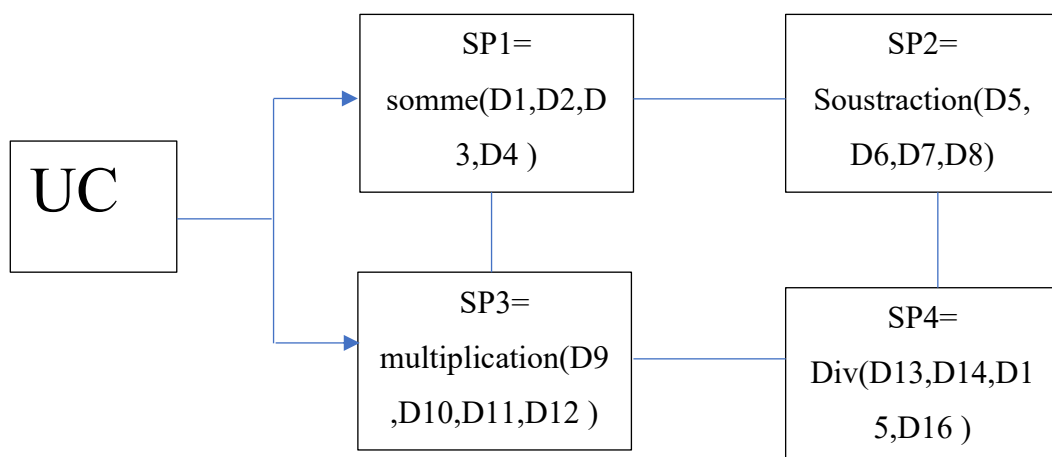 UC
SP1=
somme(D1,D2,D
3,D4 )
SP2=
Soustraction(D5,
D6,D7,D8)
SP3=
multiplication(D9
,D10,D11,D12 )
SP4=
Div(D13,D14,D1
5,D16 )